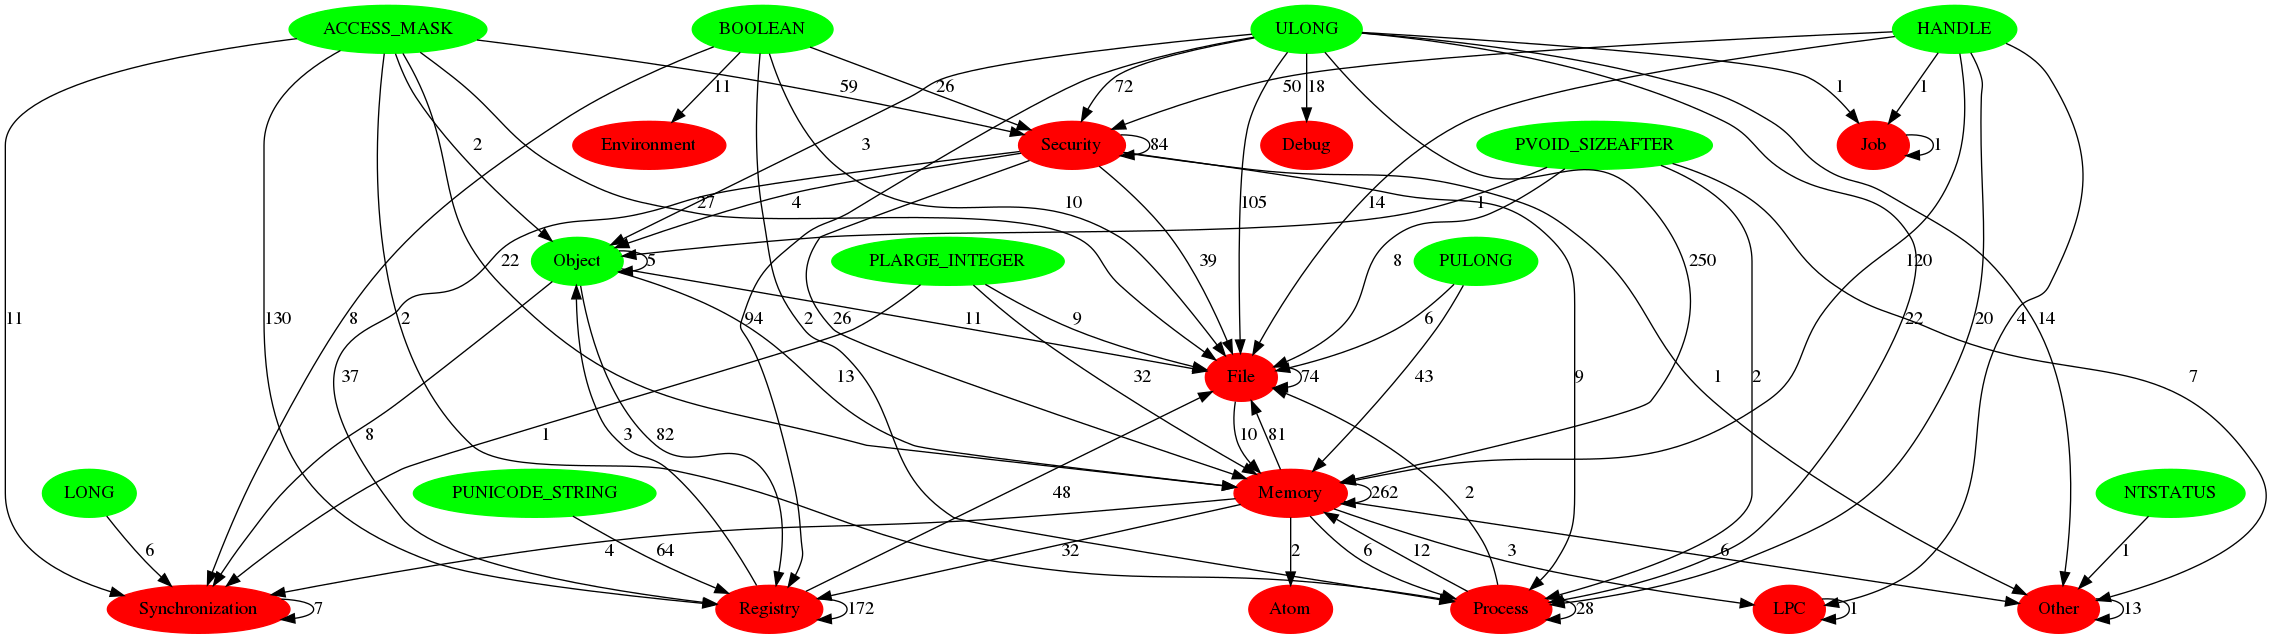 ACCESS_MASK BOOLEAN ULONG HANDLE
11 59 26 72 50 18 1 1
Environment Security 84 Debug PVOID_SIZEAFTER Job 1
2 3 27 4 10 105 14 1
22 Object 5 PLARGE_INTEGER 39 8 PULONG 250 120
11 130 8 2 94 2 26 11 9 6 22 20 4 14
37 13 32 File 74 43 9 1 2 7
8 1 3 82 10 81
LONG PUNICODE_STRING 48 Memory 262 2 NTSTATUS
6 4 64 32 2 6 12 3 6 1
Synchronization 7 Registry 172 Atom Process 28 LPC 1 Other 13